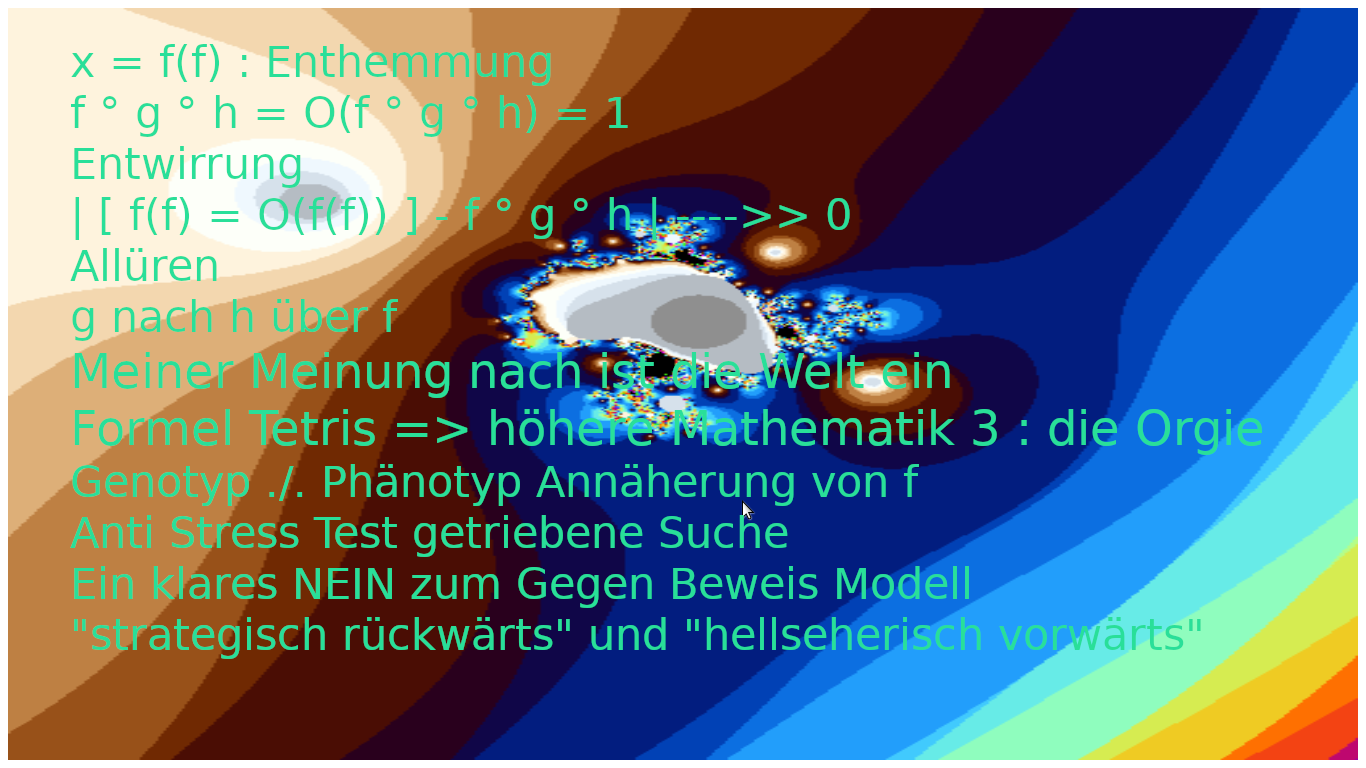 x = f(f) : Enthemmung
f ° g ° h = O(f ° g ° h) = 1
Entwirrung
| [ f(f) = O(f(f)) ] - f ° g ° h | ---->> 0
Allüren
g nach h über f
Meiner Meinung nach ist die Welt ein
Formel Tetris => höhere Mathematik 3 : die Orgie
Genotyp ./. Phänotyp Annäherung von f
Anti Stress Test getriebene Suche
Ein klares NEIN zum Gegen Beweis Modell
"strategisch rückwärts" und "hellseherisch vorwärts"